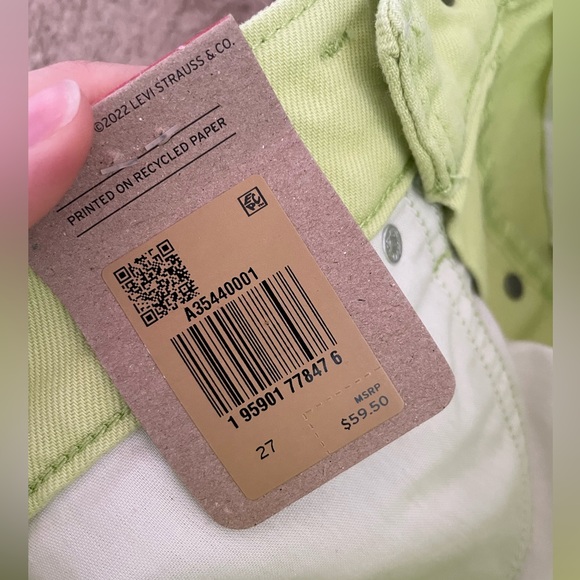 ©2022 LEVI STRAUSS & CO.
PRINTED ON RECYCLED PAPER
A35440001
1 95901 77847 6
27
MSRP
$59.50